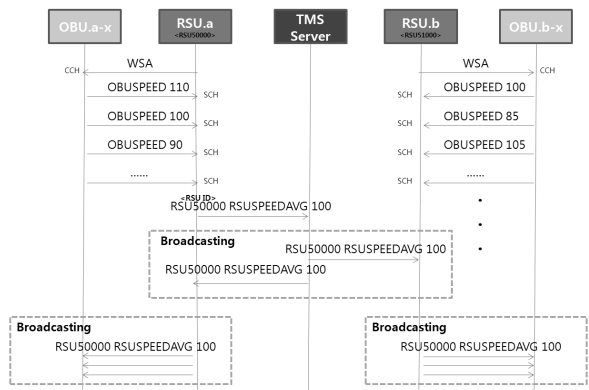 OBU.a-x
RSU.a
<RSU50000>
TMS
Server
RSU.b
<RSU51000>
OBU.b-x
WSA
CCH
WSA
CCH
OBUSPEED 110
SCH
OBUSPEED 100
SCH
OBUSPEED 100
SCH
OBUSPEED 85
SCH
OBUSPEED 90
SCH
OBUSPEED 105
SCH
......
SCH
......
SCH
<RSU ID>
RSU50000 RSUSPEEDAVG 100
Broadcasting
RSU50000 RSUSPEEDAVG 100
RSU50000 RSUSPEEDAVG 100
Broadcasting
RSU50000 RSUSPEEDAVG 100
Broadcasting
RSU50000 RSUSPEEDAVG 100